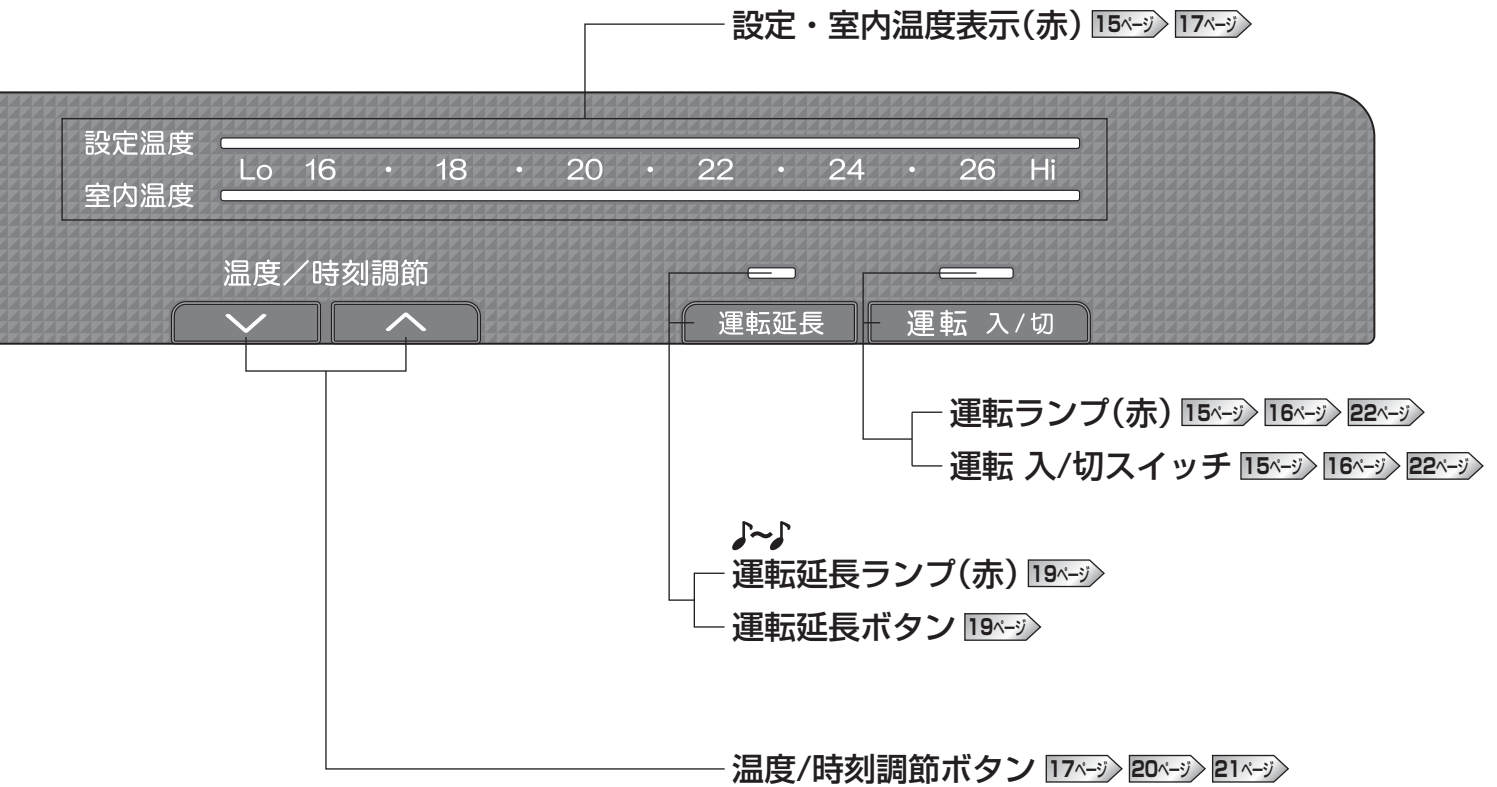 設定・室内温度表示(赤) 15ページ 17ページ
設定温度
Lo 16 ・ 18 ・ 20 ・ 22 ・ 24 ・ 26 Hi
室内温度
温度／時刻調節
運転延長 運転 入/切
運転ランプ(赤) 15ページ 16ページ 22ページ
運転 入/切スイッチ 15ページ 16ページ 22ページ
♪〜♪
運転延長ランプ(赤) 19ページ
運転延長ボタン 19ページ
温度/時刻調節ボタン 17ページ 20ページ 21ページ